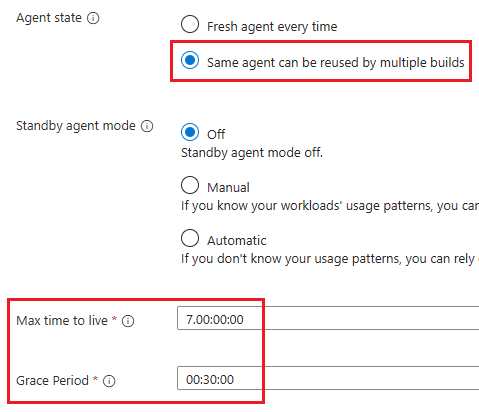 Agent state
Fresh agent every time
Same agent can be reused by multiple builds
Standby agent mode
Off
Standby agent mode off.
Manual
If you know your workloads' usage patterns, you can
Automatic
If you don't know your usage patterns, you can rely
Max time to live *
7.00:00:00
Grace Period *
00:30:00